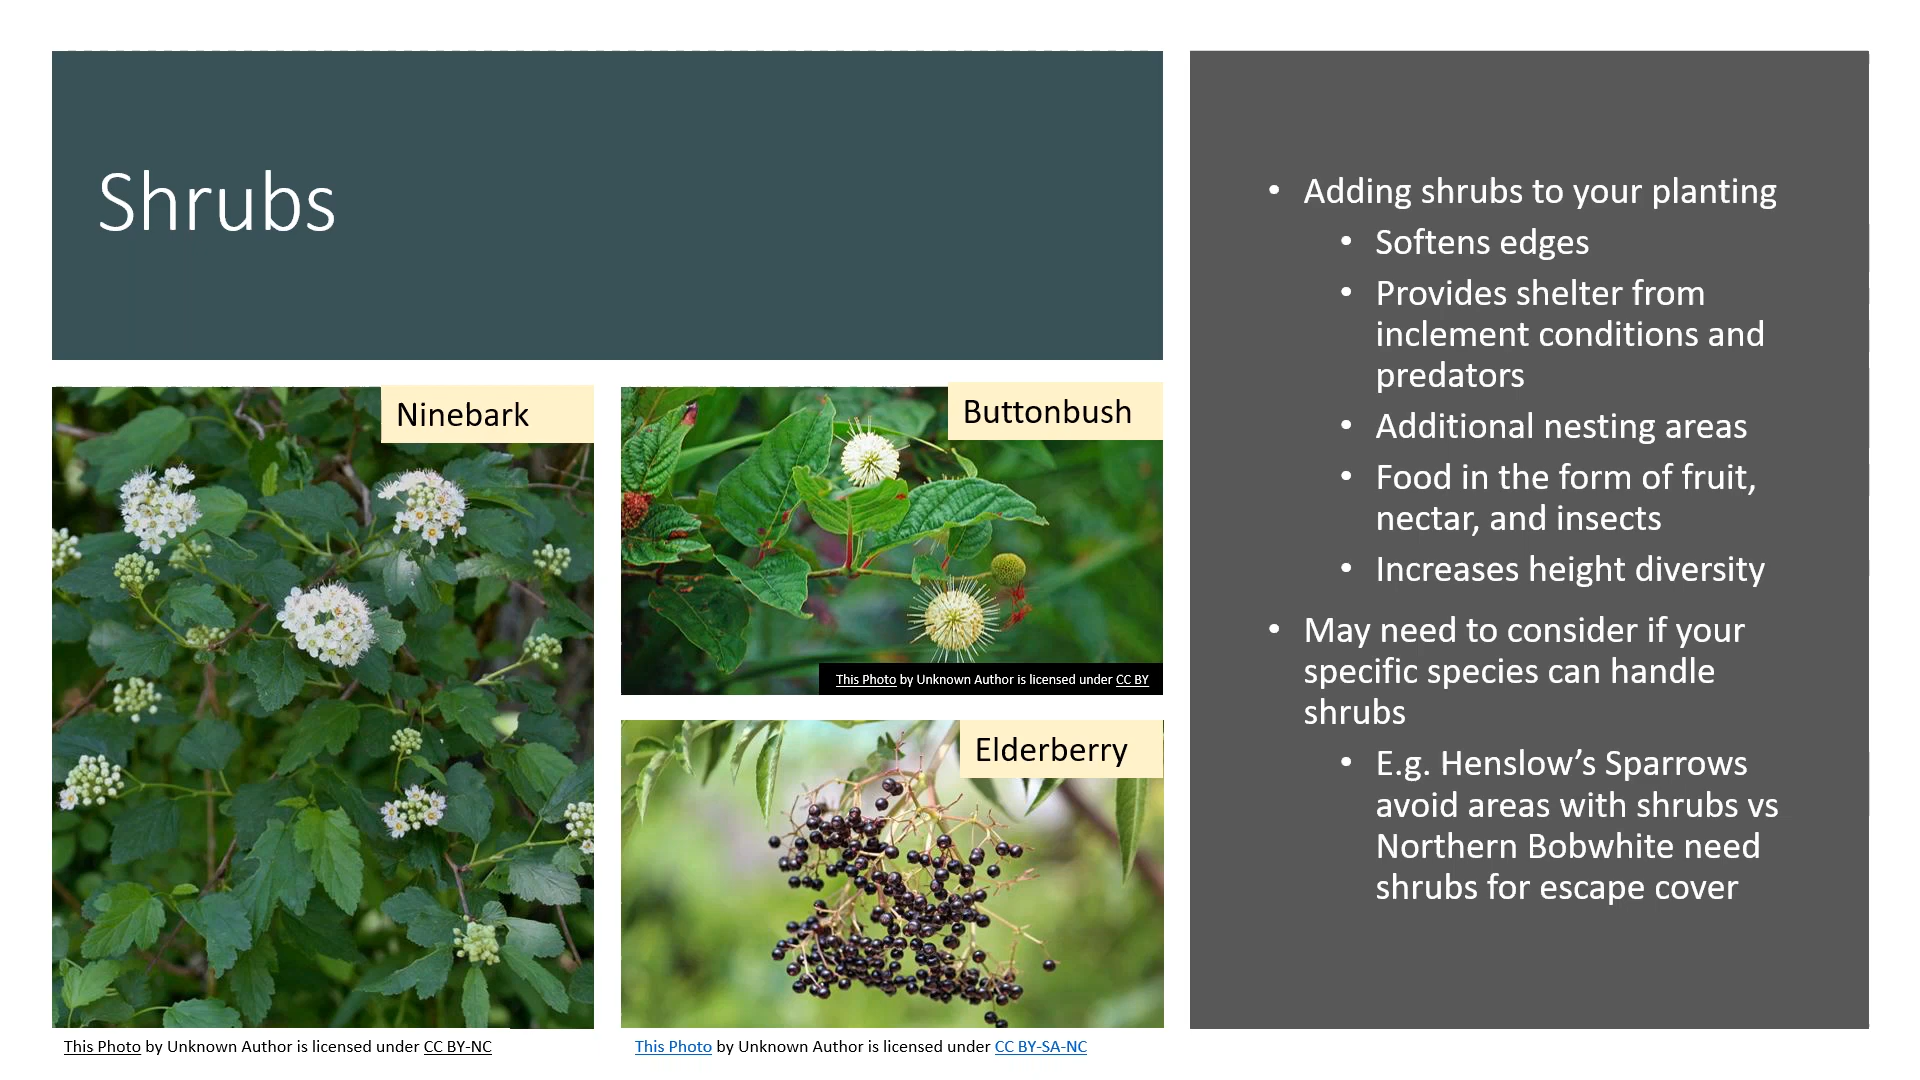 Shrubs
Ninebark
Buttonbush
This Photo by Unknown Author is licensed under CC BY
Elderberry
This Photo by Unknown Author is licensed under CC BY-NC
This Photo by Unknown Author is licensed under CC BY-SA-NC
• Adding shrubs to your planting
• Softens edges
• Provides shelter from
inclement conditions and
predators
• Additional nesting areas
• Food in the form of fruit,
nectar, and insects
• Increases height diversity
• May need to consider if your
specific species can handle
shrubs
• E.g. Henslow’s Sparrows
avoid areas with shrubs vs
Northern Bobwhite need
shrubs for escape cover